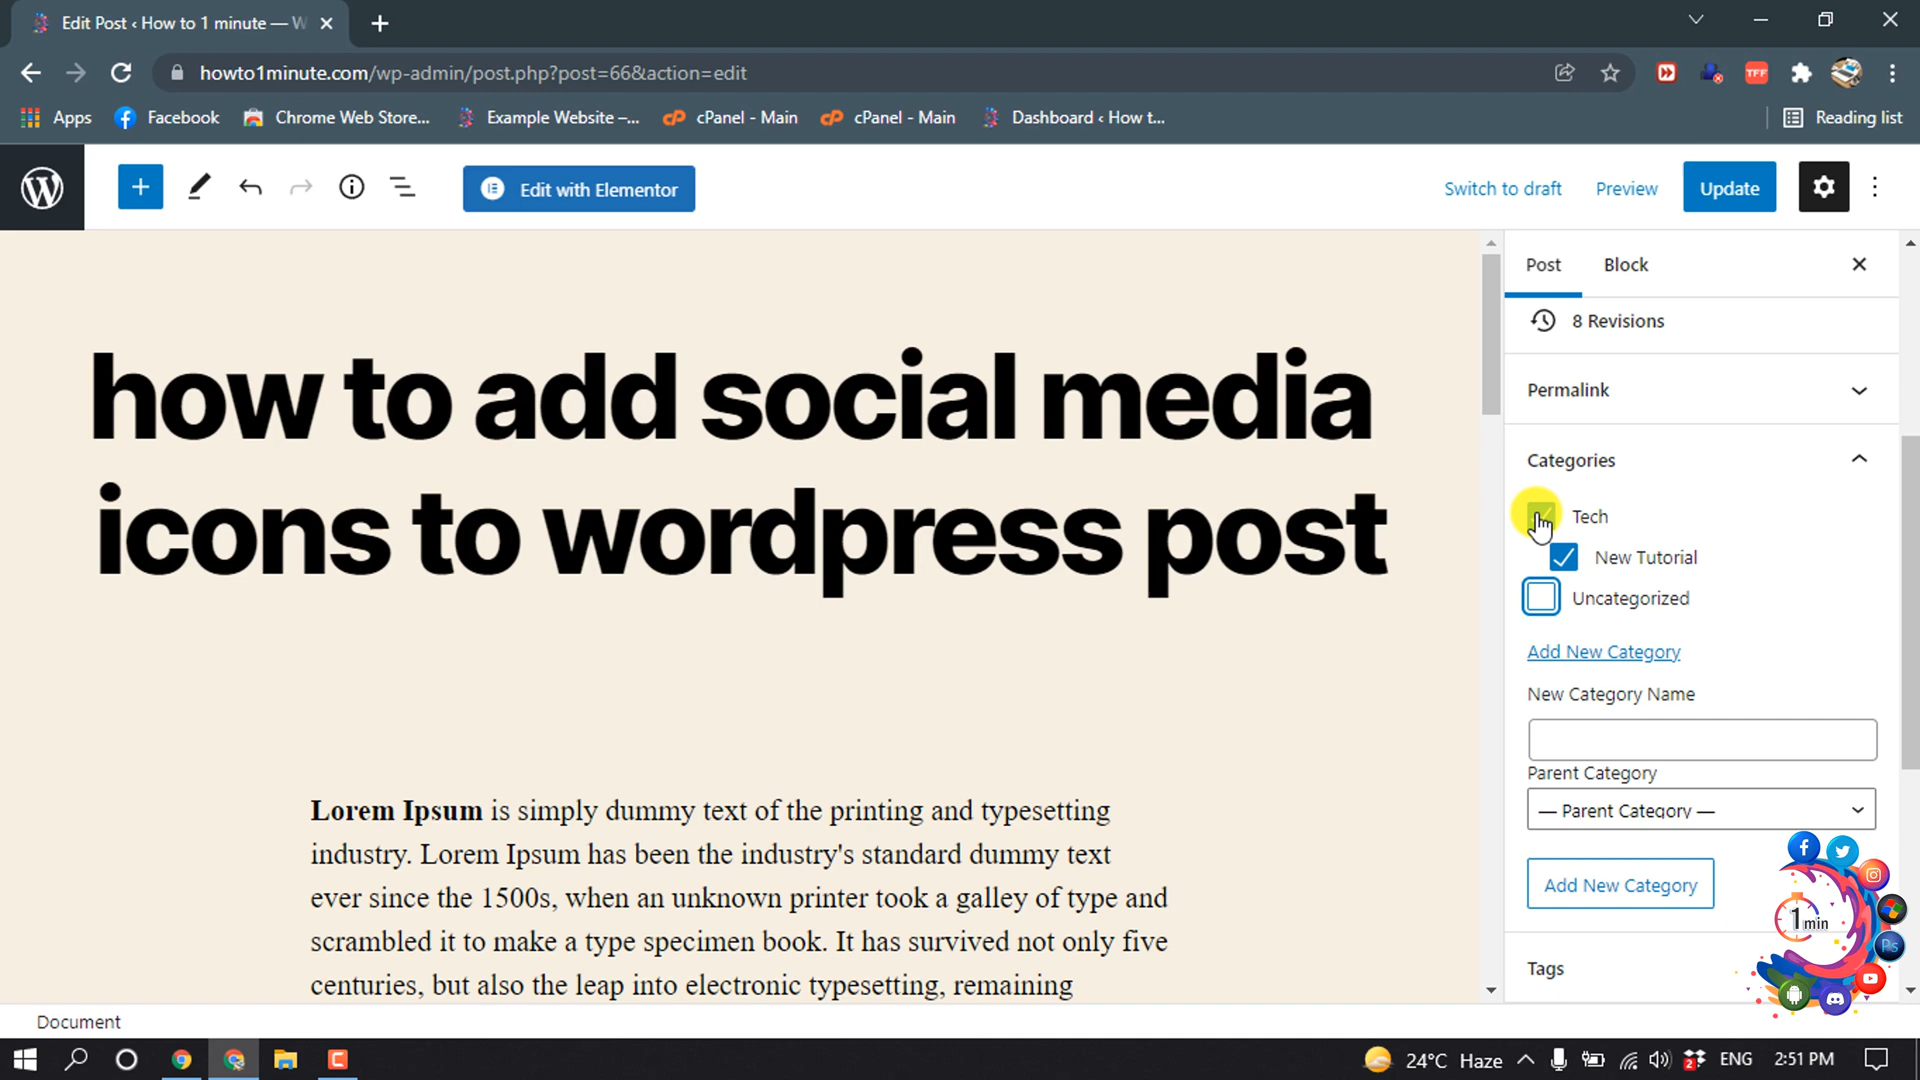 Edit Post ‹ How to 1 minute — W
howto1minute.com/wp-admin/post.php?post=66&action=edit
TFF
Apps
Facebook
Chrome Web Store...
Example Website –...
cPanel - Main
cPanel - Main
Dashboard ‹ How t...
Reading list
Edit with Elementor
Switch to draft
Preview
Update
Post
Block
8 Revisions
how to add social media
icons to wordpress post
Permalink
Categories
Tech
New Tutorial
Uncategorized
Add New Category
New Category Name
Parent Category
— Parent Category —
Add New Category
Tags
Lorem Ipsum is simply dummy text of the printing and typesetting
industry. Lorem Ipsum has been the industry's standard dummy text
ever since the 1500s, when an unknown printer took a galley of type and
scrambled it to make a type specimen book. It has survived not only five
centuries, but also the leap into electronic typesetting, remaining
1min
Ps
Document
24°C Haze
2
ENG
2:51 PM